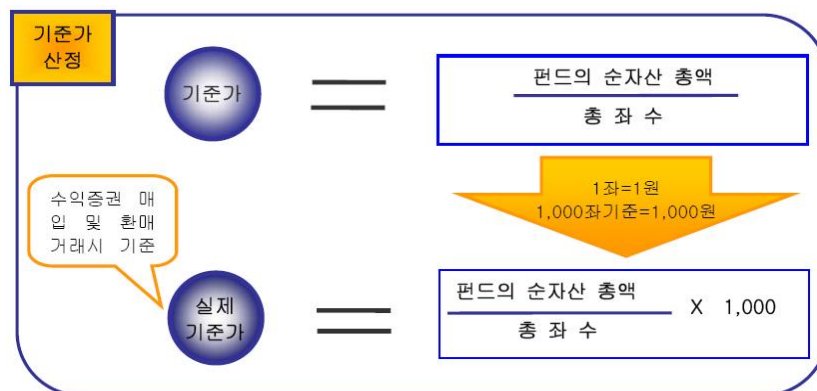 기준가
산정
기준가
펀드의 순자산 총액
총 좌 수
1좌=1원
1,000좌기준=1,000원
수익증권 매
입 및 환매
거래시 기준
실제
기준가
펀드의 순자산 총액
총 좌 수
X 1,000